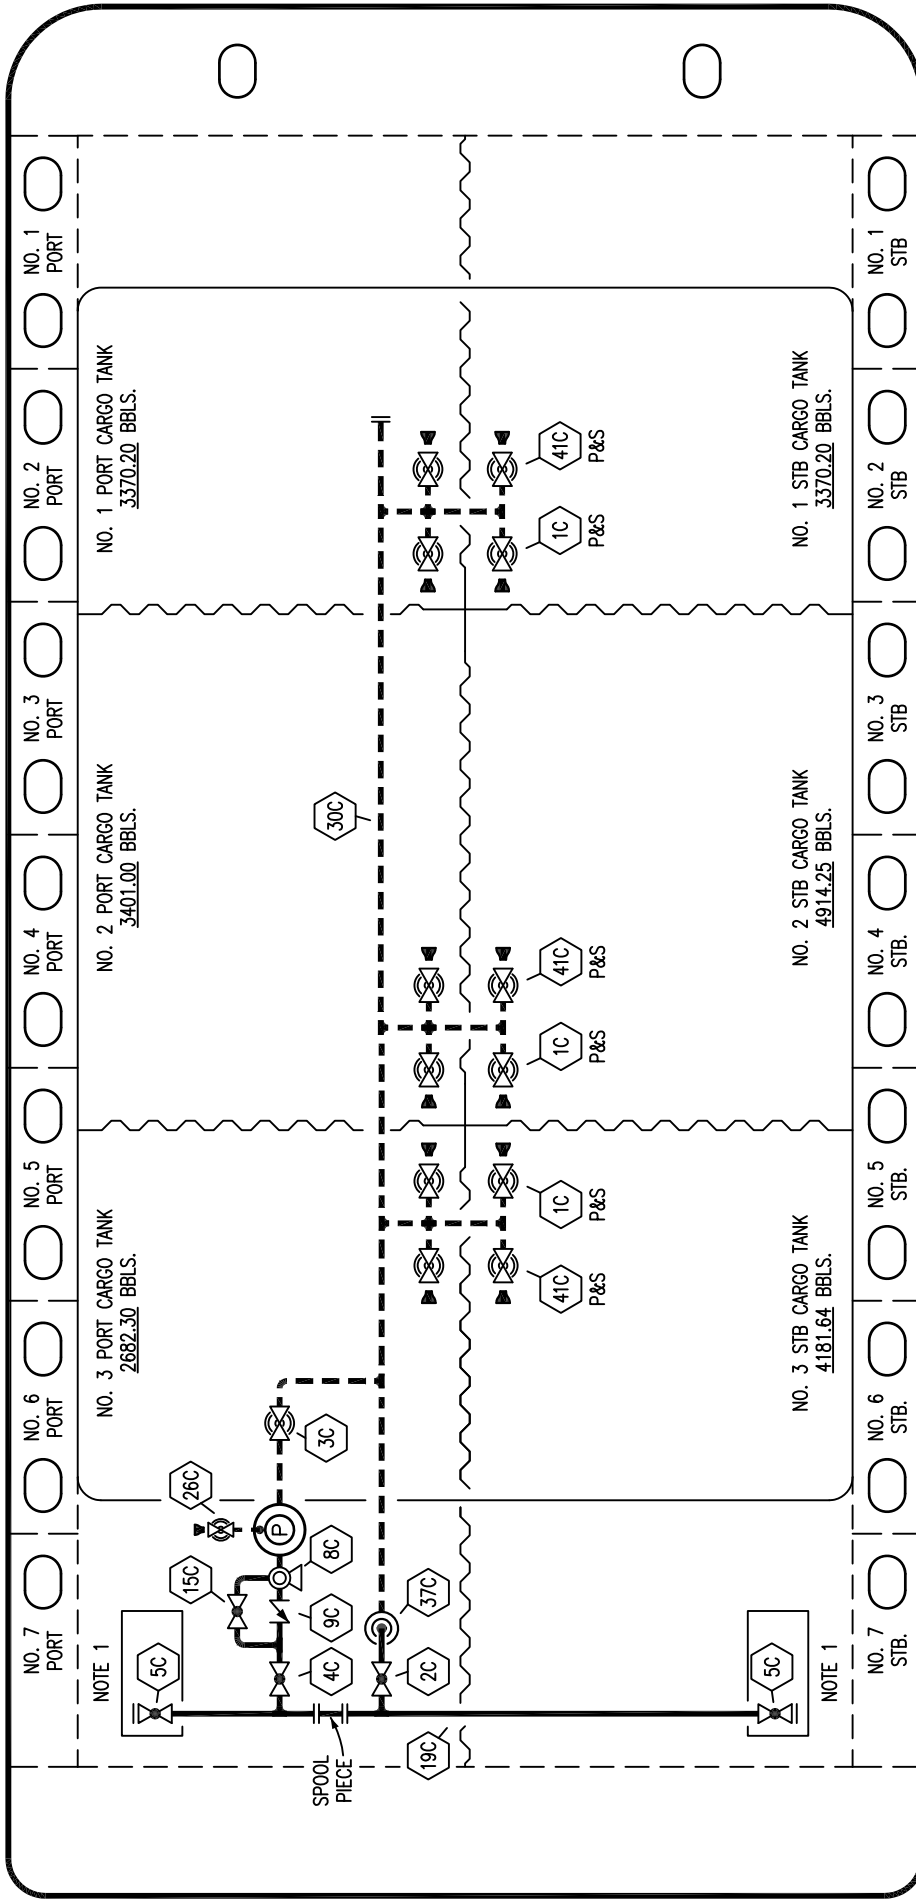 NO. 7
PORT
NO. 6
PORT
NO. 5
PORT
NO. 4
PORT
NO. 3
PORT
NO. 2
PORT
NO. 1
PORT
NOTE 1
5C
15C
26C
NO. 3 PORT CARGO TANK
2682.30 BBLS.
NO. 2 PORT CARGO TANK
3401.00 BBLS.
NO. 1 PORT CARGO TANK
3370.20 BBLS.
P
4C
9C
8C
3C
30C
SPOOL
PIECE
2C
37C
19C
41C
P&S
1C
P&S
1C
P&S
41C
P&S
1C
P&S
41C
P&S
5C
NOTE 1
NO. 3 STB CARGO TANK
4181.64 BBLS.
NO. 2 STB CARGO TANK
4914.25 BBLS.
NO. 1 STB CARGO TANK
3370.20 BBLS.
NO. 7
STB.
NO. 6
STB.
NO. 5
STB.
NO. 4
STB.
NO. 3
STB
NO. 2
STB
NO. 1
STB